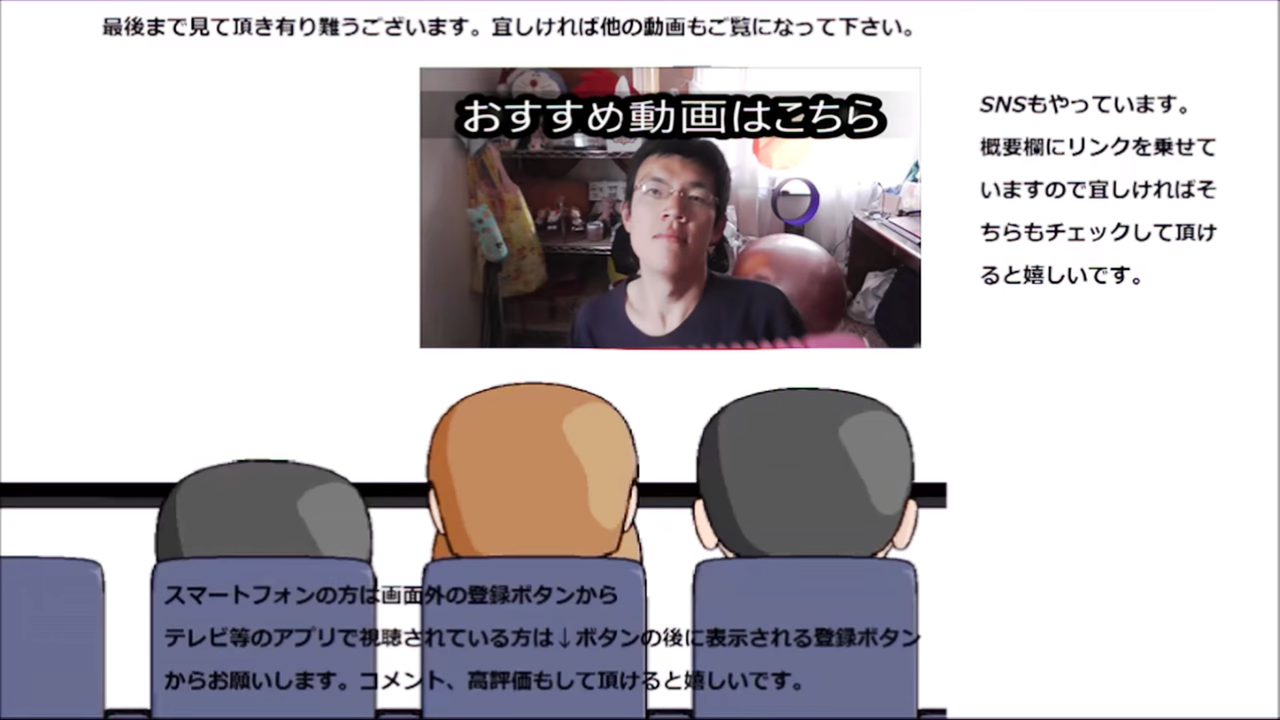 最後まで見て頂き有り難うございます。宜しければ他の動画もご覧になって下さい。
おすすめ動画はこちら
SNSもやっています。
概要欄にリンクを乗せて
いますので宜しければそ
ちらもチェックして頂け
ると嬉しいです。
スマートフォンの方は画面外の登録ボタンから
テレビ等のアプリで視聴されている方は↓ボタンの後に表示される登録ボタン
からお願いします。コメント、高評価もして頂けると嬉しいです。